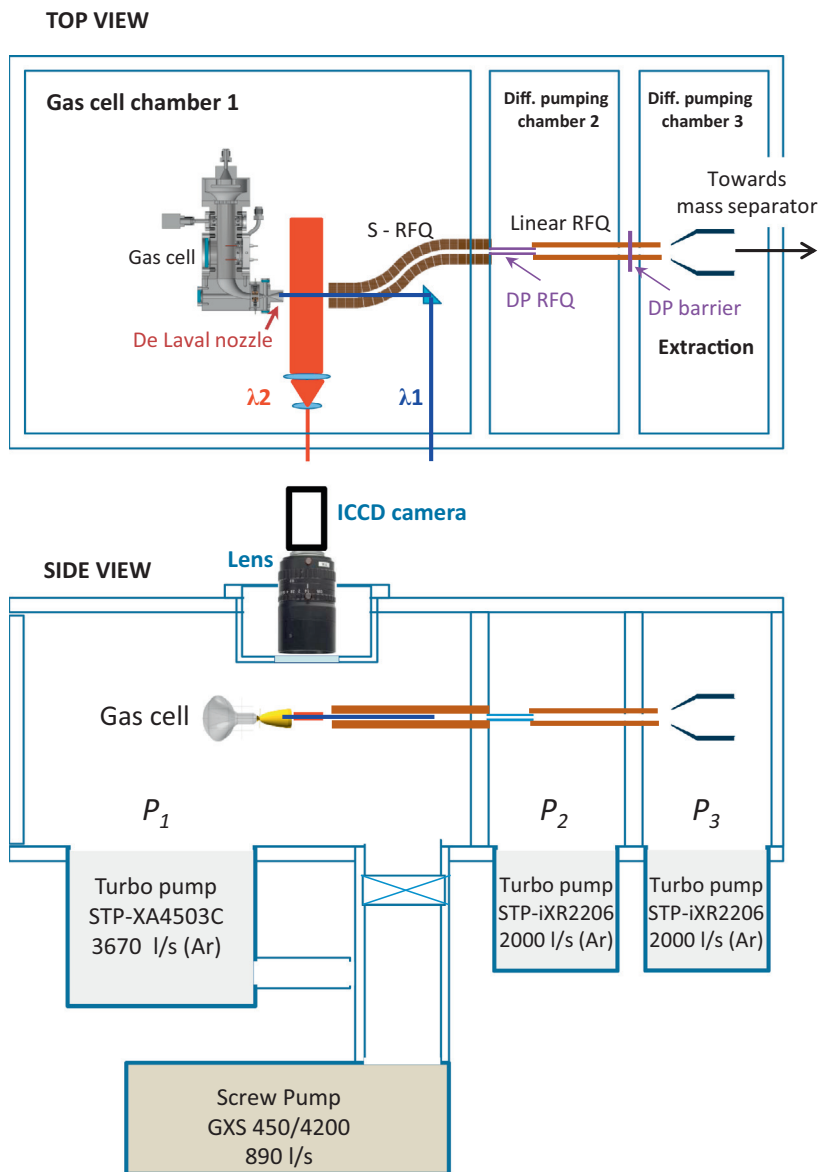 TOP VIEW
Gas cell chamber 1
Diff. pumping
chamber 2
Diff. pumping
chamber 3
Towards
mass separator
S - RFQ
Linear RFQ
Gas cell
DP RFQ
DP barrier
De Laval nozzle
Extraction
λ2
λ1
ICCD camera
Lens
SIDE VIEW
Gas cell
P1
P2
P3
Turbo pump
STP-XA4503C
3670 l/s (Ar)
Turbo pump
STP-iXR2206
2000 l/s (Ar)
Turbo pump
STP-iXR2206
2000 l/s (Ar)
Screw Pump
GXS 450/4200
890 l/s